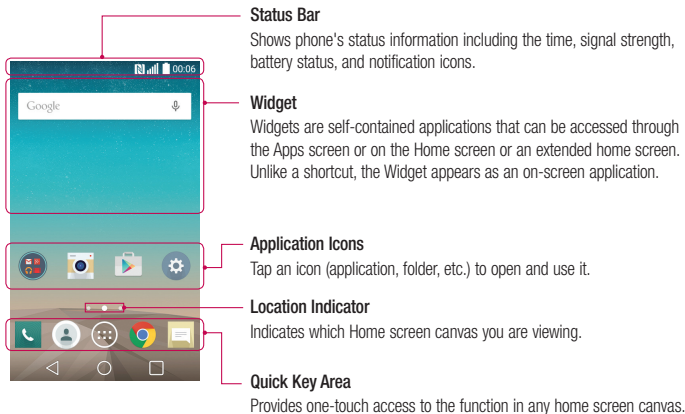 Status Bar
Shows phone's status information including the time, signal strength,
battery status, and notification icons.
00:06
Widget
Google
Widgets are self-contained applications that can be accessed through
the Apps screen or on the Home screen or an extended home screen.
Unlike a shortcut, the Widget appears as an on-screen application.
Application Icons
Tap an icon (application, folder, etc.) to open and use it.
Location Indicator
Indicates which Home screen canvas you are viewing.
Quick Key Area
Provides one-touch access to the function in any home screen canvas.